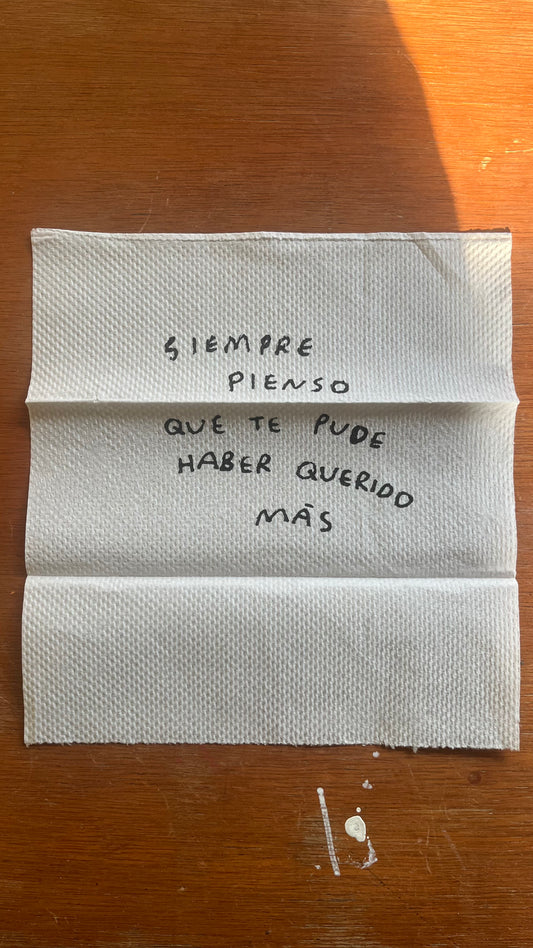 SIEMPRE
PIENSO
QUE TE PUDE
HABER QUERIDO
MÁS